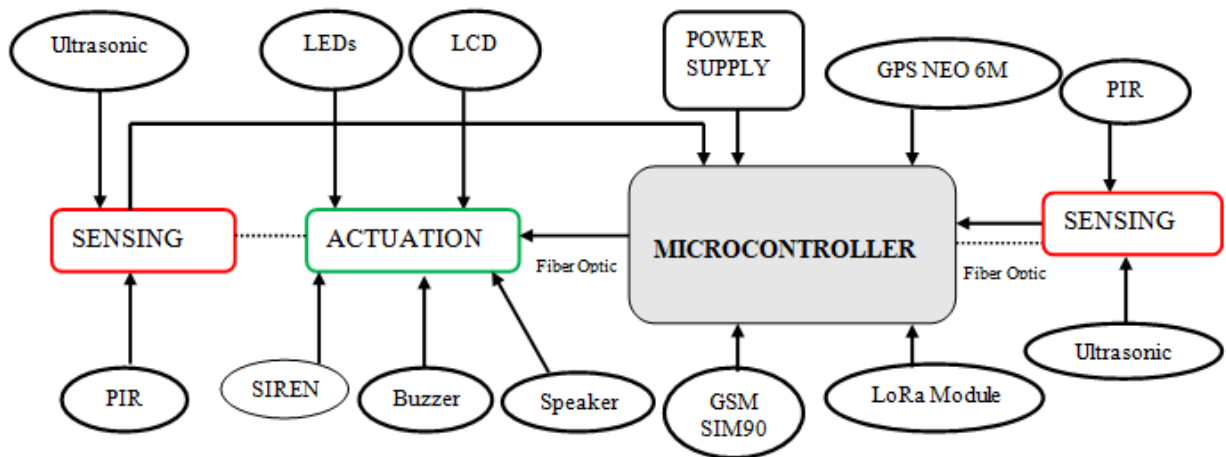 Ultrasonic
LEDs
LCD
POWER
SUPPLY
GPS NEO 6M
PIR
SENSING
ACTUATION
Fiber Optic
MICROCONTROLLER
Fiber Optic
SENSING
PIR
SIREN
Buzzer
Speaker
GSM
SIM90
LoRa Module
Ultrasonic